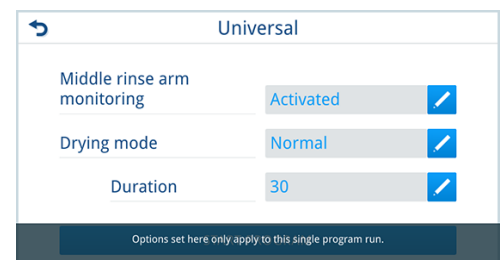 Universal
Middle rinse arm
monitoring
Activated
Drying mode
Normal
Duration
30
Options set here only apply to this single program run.